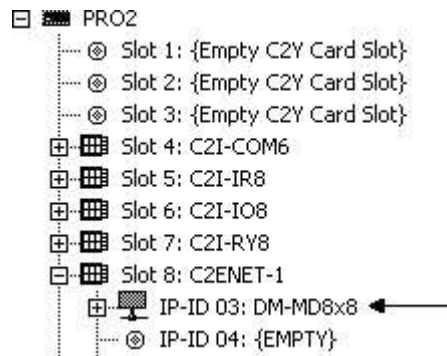 PRO2
Slot 1: {Empty C2Y Card Slot}
Slot 2: {Empty C2Y Card Slot}
Slot 3: {Empty C2Y Card Slot}
Slot 4: C2I-COM6
Slot 5: C2I-IR8
Slot 6: C2I-IO8
Slot 7: C2I-RY8
Slot 8: C2ENET-1
IP-ID 03: DM-MD8x8
IP-ID 04: {EMPTY}